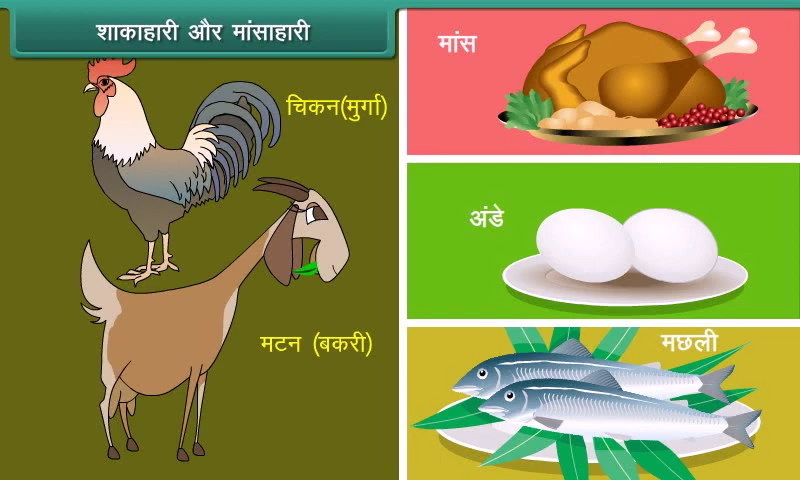 शाकाहारी और मांसाहारी
चिकन(मुर्गा)
मटन (बकरी)
मांस
अंडे
मछली